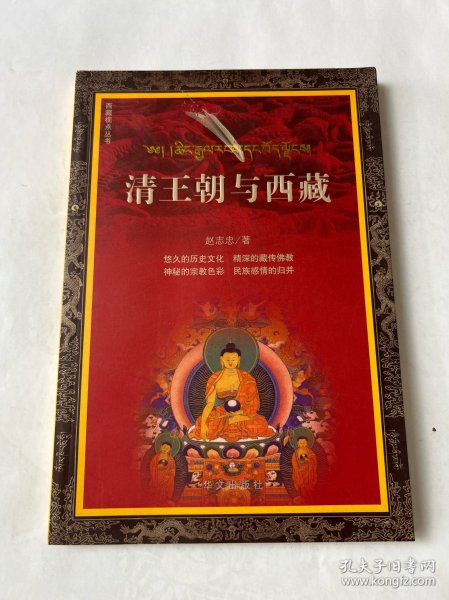 西藏视点丛书
清王朝与西藏
赵志忠/著
悠久的历史文化 精深的藏传佛教
神秘的宗教色彩 民族感情的归并
华文出版社
孔夫子旧书网
www.kongfz.com